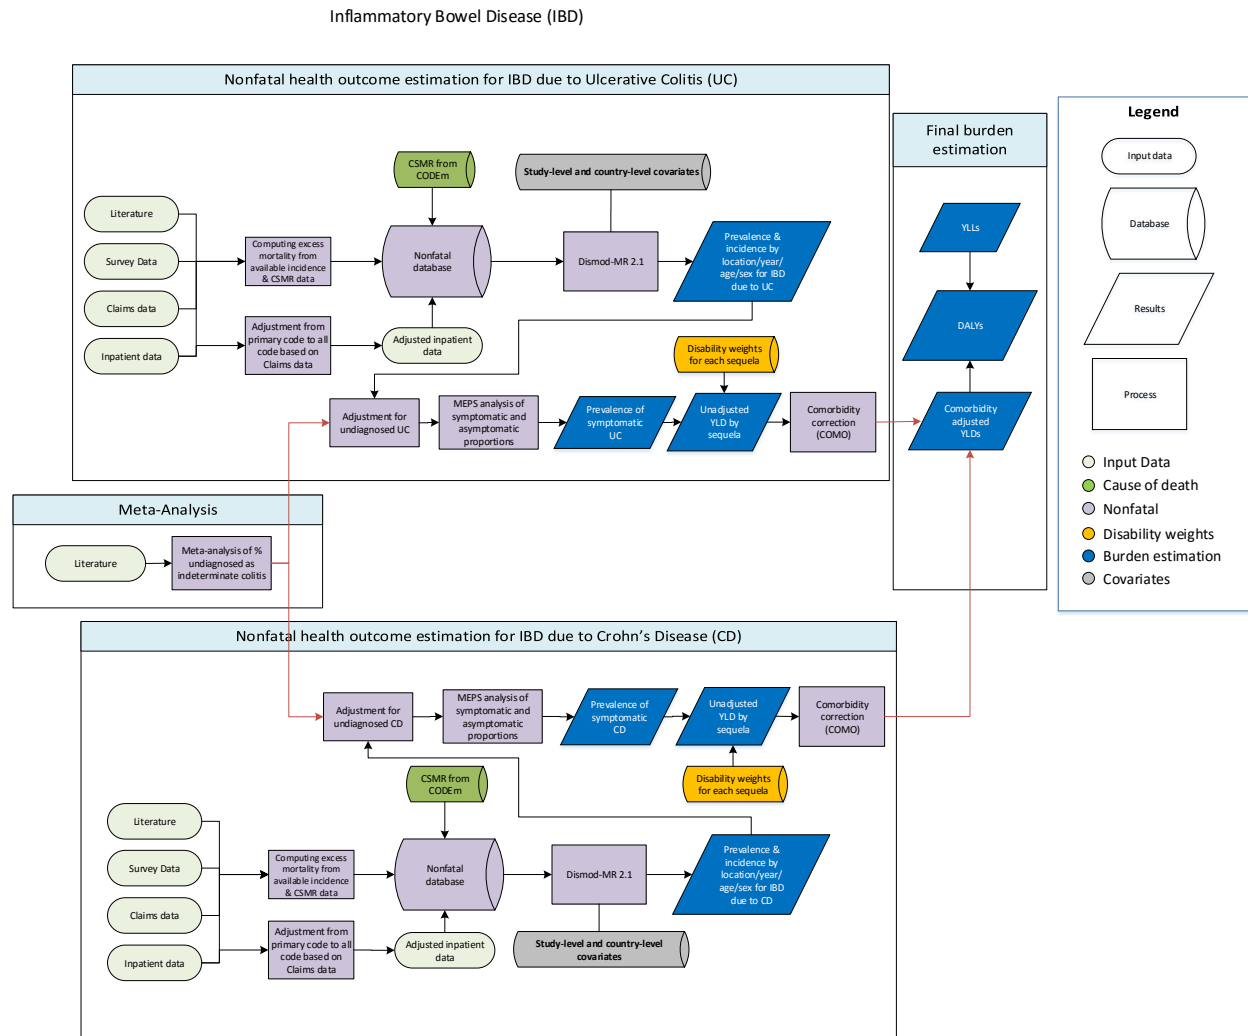 Inflammatory Bowel Disease (IBD)
Nonfatal health outcome estimation for IBD due to Ulcerative Colitis (UC)
CSMR from
CODEm
Study-level and country-level covariates
Literature
Survey Data
Claims data
Inpatient data
Computing excess
mortality from
available incidence
& CSMR data
Nonfatal
database
Dismod-MR 2.1
Prevalence &
incidence by
location/year/
age/sex for IBD
due to UC
Adjustment from
primary code to all
code based on
Claims data
Adjusted inpatient
data
Disability weights
for each sequela
Adjustment for
undiagnosed UC
MEPS analysis of
symptomatic and
asymptomatic
proportions
Prevalence of
symptomatic
UC
Unadjusted
YLD by
sequela
Comorbidity
correction
(COMO)
Final burden
estimation
YLLs
DALYs
Comorbidity
adjusted
YLDs
Legend
Input data
Database
Results
Process
Input Data
Cause of death
Nonfatal
Disability weights
Burden estimation
Covariates
Meta-Analysis
Literature
Meta-analysis of %
undiagnosed as
indeterminate colitis
Nonfatal health outcome estimation for IBD due to Crohn's Disease (CD)
Adjustment for
undiagnosed CD
MEPS analysis of
symptomatic and
asymptomatic
proportions
Prevalence of
symptomatic
CD
Unadjusted
YLD by
sequela
Comorbidity
correction
(COMO)
CSMR from
CODEm
Disability weights
for each sequela
Literature
Survey Data
Claims data
Inpatient data
Computing excess
mortality from
available incidence
& CSMR data
Nonfatal
database
Dismod-MR 2.1
Prevalence &
incidence by
location/year/
age/sex for IBD
due to CD
Adjustment from
primary code to all
code based on
Claims data
Adjusted inpatient
data
Study-level and country-level
covariates